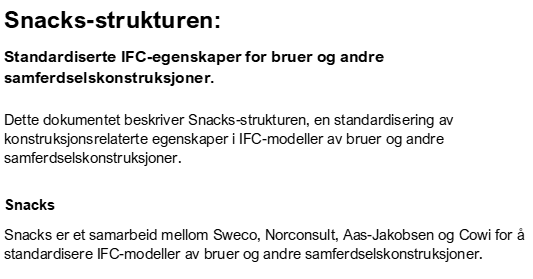 Snacks-strukturen:
Standardiserte IFC-egenskaper for bruer og andre
samferdselskonstruksjoner.
Dette dokumentet beskriver Snacks-strukturen, en standardisering av
konstruksjonsrelaterte egenskaper i IFC-modeller av bruer og andre
samferdselskonstruksjoner.
Snacks
Snacks er et samarbeid mellom Sweco, Norconsult, Aas-Jakobsen og Cowi for å
standardisere IFC-modeller av bruer og andre samferdselskonstruksjoner.